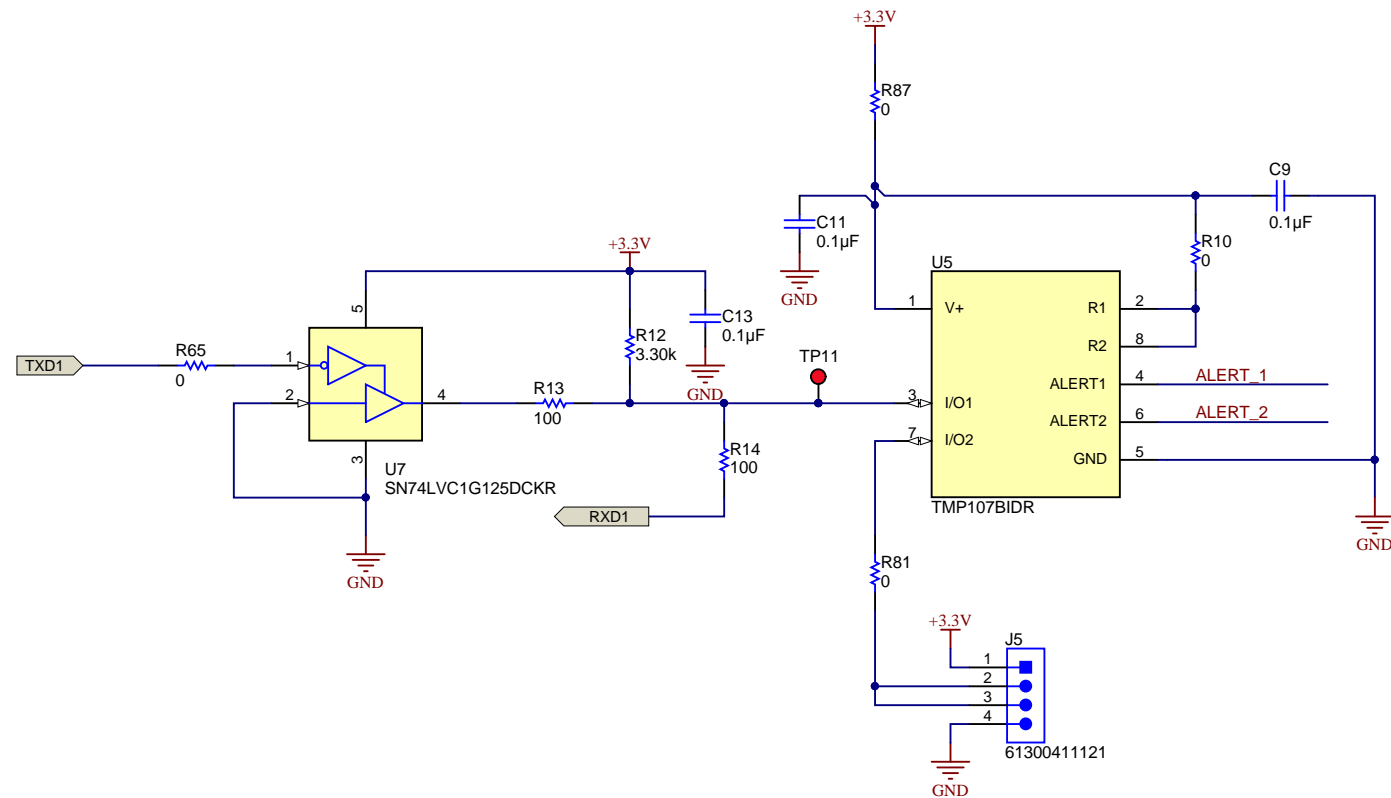 +3.3V
R87
0
C9
0.1µF
C11
0.1µF
GND
R10
0
+3.3V
U5
1
V+
R1
2
R2
8
ALERT1
4
ALERT_1
ALERT2
6
ALERT_2
GND
5
3
I/O1
7
I/O2
TMP107BIDR
GND
5
R12
3.30k
C13
0.1µF
GND
TP11
TXD1
R65
0
1
2
4
3
U7
SN74LVC1G125DCKR
GND
R13
100
R14
100
RXD1
R81
0
+3.3V
J5
1
2
3
4
61300411121
GND